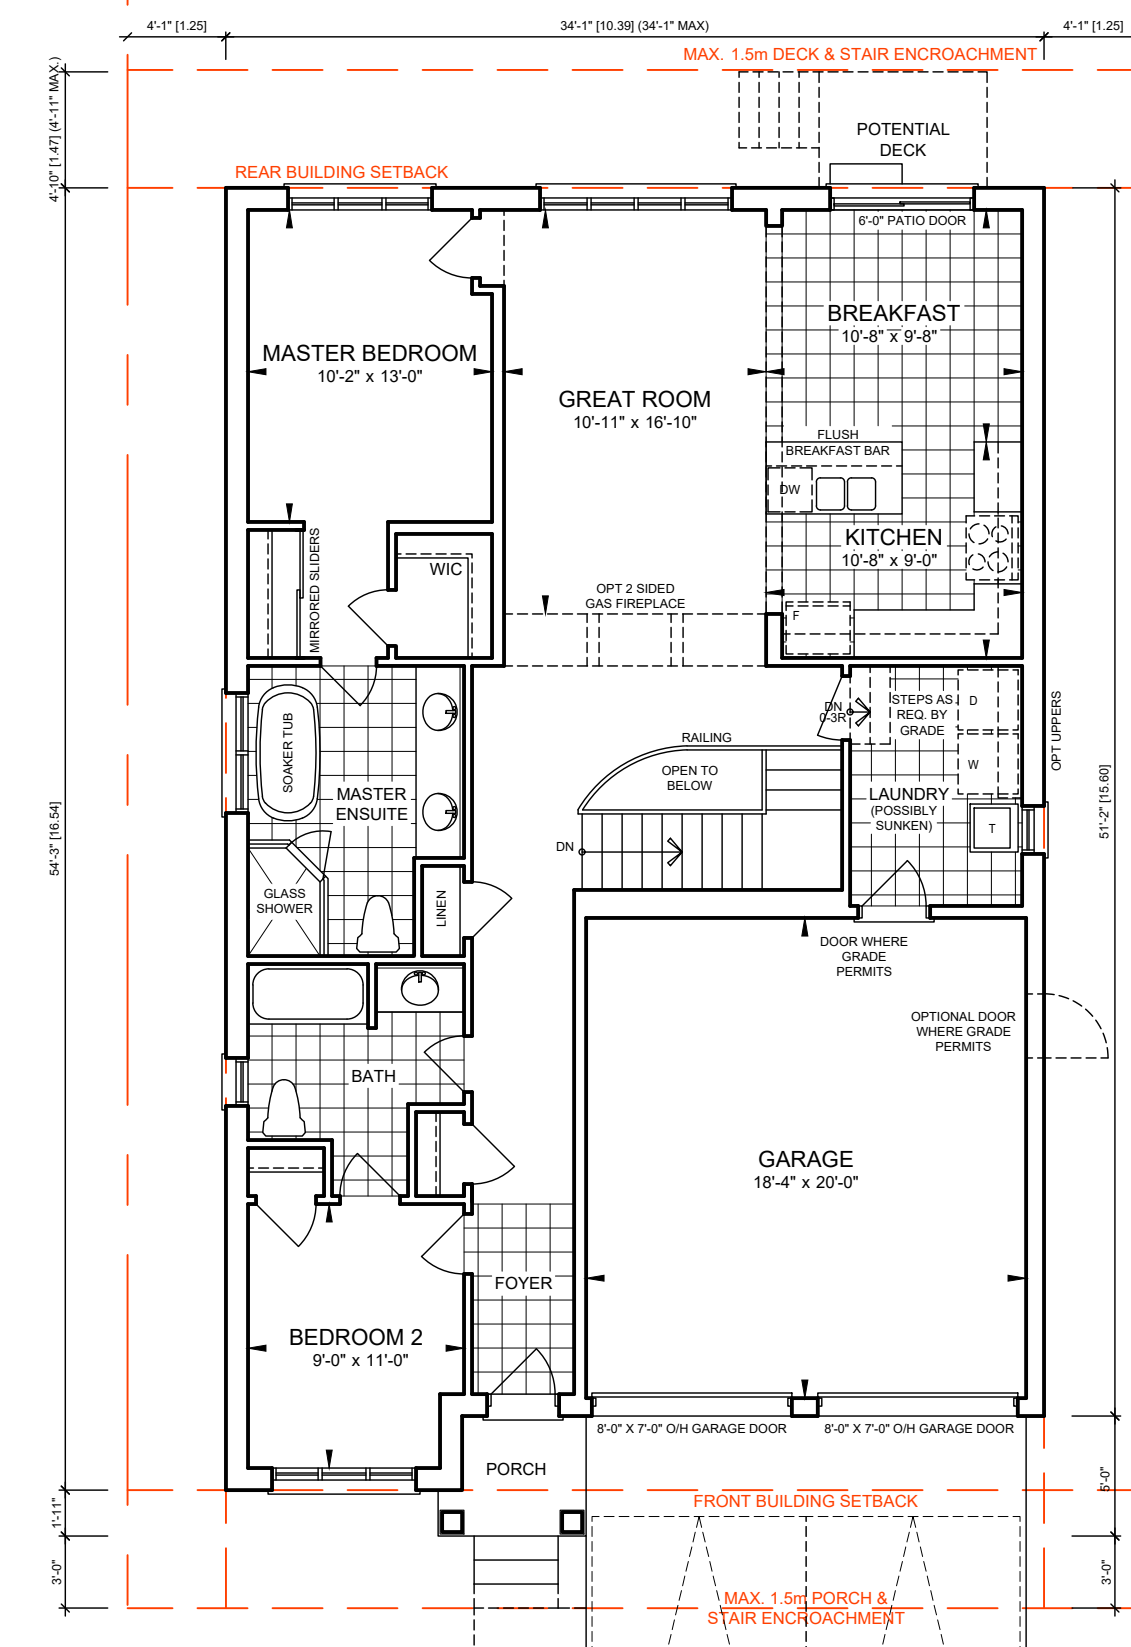 4'-1" [1.25]
34'-1" [10.39] (34'-1" MAX)
4'-1" [1.25]
MAX. 1.5m DECK & STAIR ENCROACHMENT
4'-10" [1.47] (4'-11" MAX.)
POTENTIAL
DECK
REAR BUILDING SETBACK
6'-0" PATIO DOOR
BREAKFAST
10'-8" x 9'-8"
MASTER BEDROOM
10'-2" x 13'-0"
GREAT ROOM
10'-11" x 16'-10"
FLUSH
BREAKFAST BAR
DW
KITCHEN
10'-8" x 9'-0"
MIRRORED SLIDERS
WIC
OPT 2 SIDED
GAS FIREPLACE
F
STEPS AS
REQ. BY
GRADE
D
DN
0-3R
OPT UPPERS
SOAKER TUB
RAILING
OPEN TO
BELOW
W
MASTER
ENSUITE
LAUNDRY
(POSSIBLY
SUNKEN)
T
54'-3" [16.54]
51'-2" [15.60]
DN
GLASS
SHOWER
LINEN
DOOR WHERE
GRADE
PERMITS
OPTIONAL DOOR
WHERE GRADE
PERMITS
BATH
GARAGE
18'-4" x 20'-0"
FOYER
BEDROOM 2
9'-0" x 11'-0"
8'-0" X 7'-0" O/H GARAGE DOOR
8'-0" X 7'-0" O/H GARAGE DOOR
PORCH
5'-0"
FRONT BUILDING SETBACK
1'-11"
3'-0"
3'-0"
MAX. 1.5m PORCH &
STAIR ENCROACHMENT